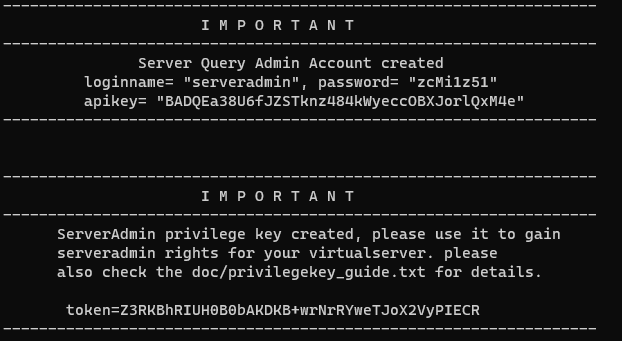 ------------------------------------------------------------------
I M P O R T A N T
------------------------------------------------------------------
Server Query Admin Account created
loginname= "serveradmin", password= "zcMi1z51"
apikey= "BADQEa38U6fJZSTknz484kWyeccOBXJorlQxM4e"
------------------------------------------------------------------
------------------------------------------------------------------
I M P O R T A N T
------------------------------------------------------------------
ServerAdmin privilege key created, please use it to gain
serveradmin rights for your virtualserver. please
also check the doc/privilegekey_guide.txt for details.
token=Z3RKBhRIUH0B0bAKDKB+wrNrRYweTJoX2VyPIECR
------------------------------------------------------------------